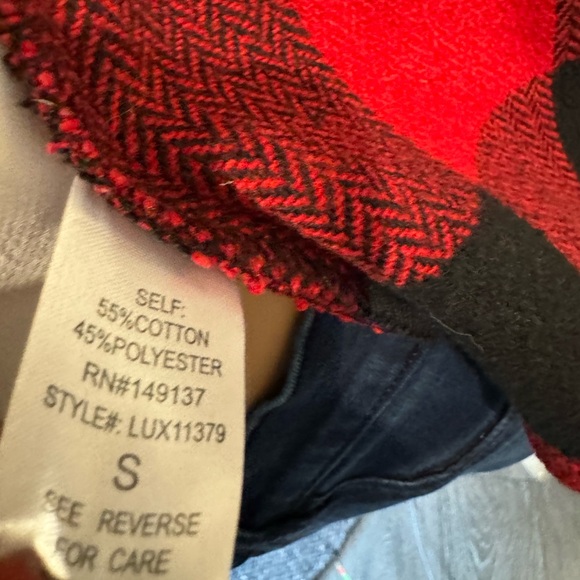 SELF:
55%COTTON
45%POLYESTER
RN#149137
STYLE#: LUX11379
S
SEE REVERSE
FOR CARE